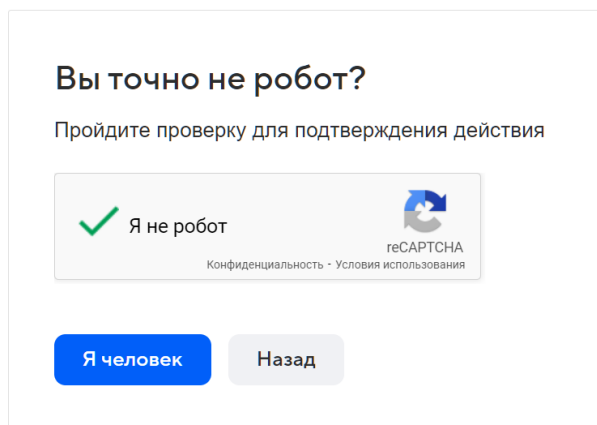 Вы точно не робот?
Пройдите проверку для подтверждения действия
Я не робот
reCAPTCHA
Конфиденциальность - Условия использования
Я человек
Назад